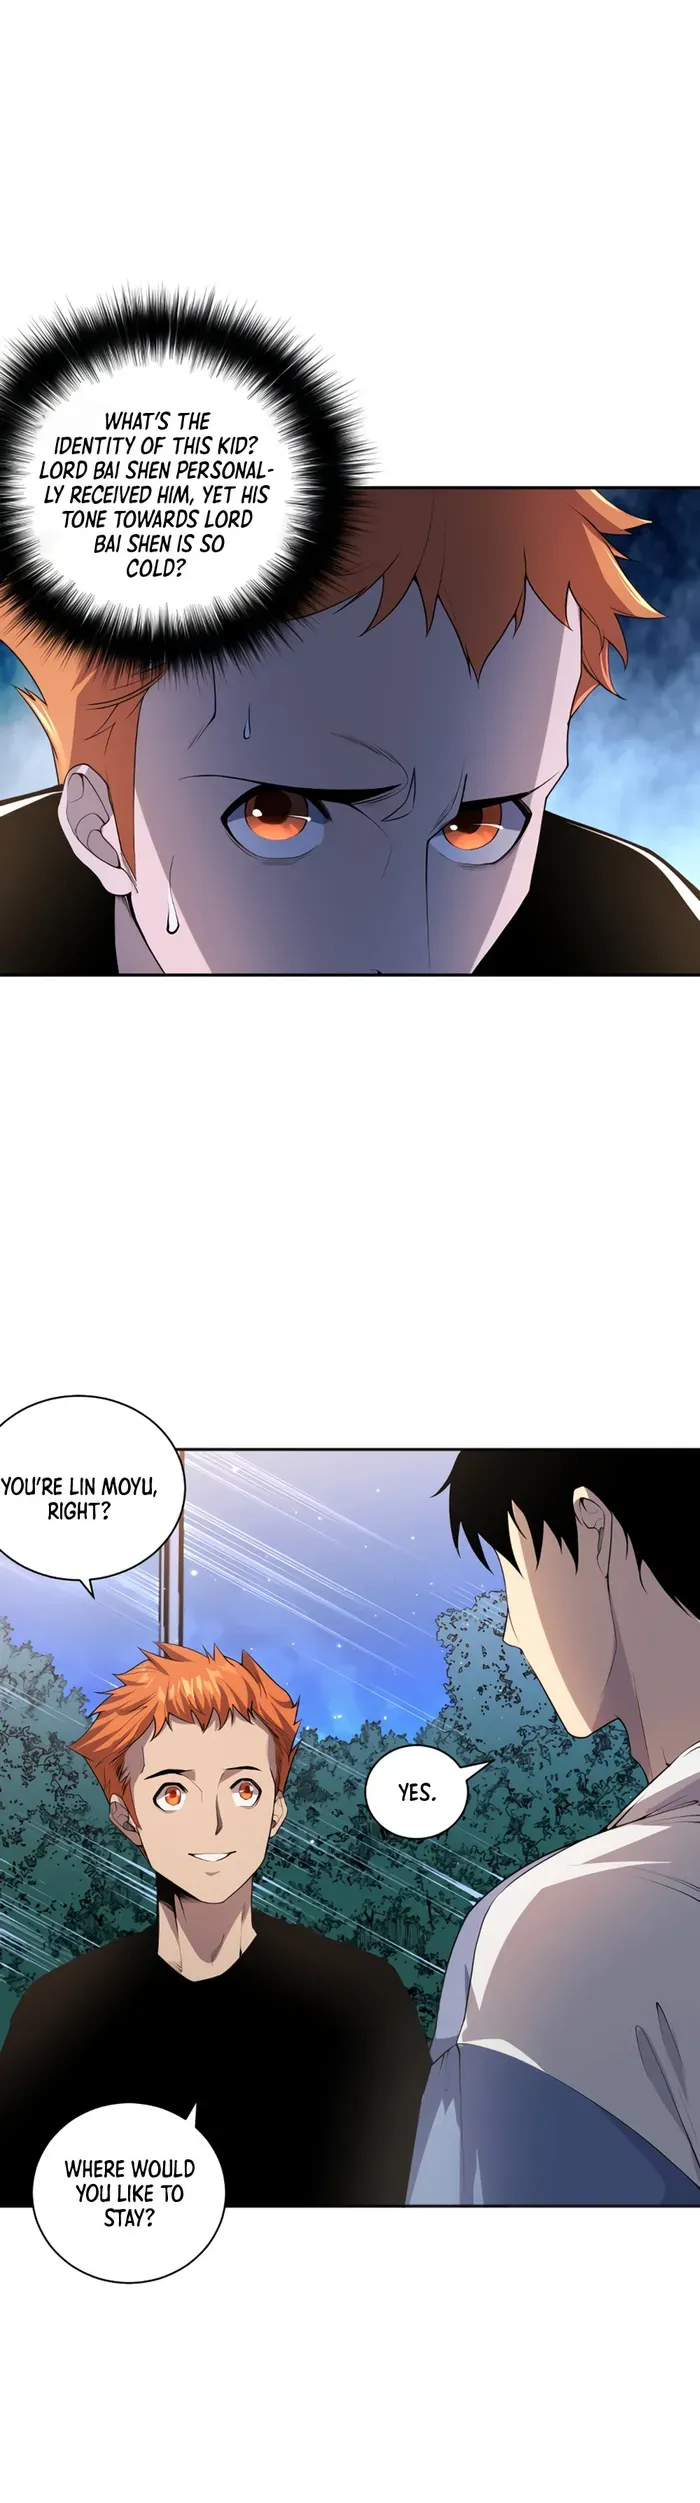 WHAT'S THE
IDENTITY OF THIS KID?
LORD BAI SHEN PERSONAL-
LY RECEIVED HIM, YET HIS
TONE TOWARDS LORD
BAI SHEN IS SO
COLD?
YOU'RE LIN MOYU,
RIGHT?
YES.
WHERE WOULD
YOU LIKE TO
STAY?